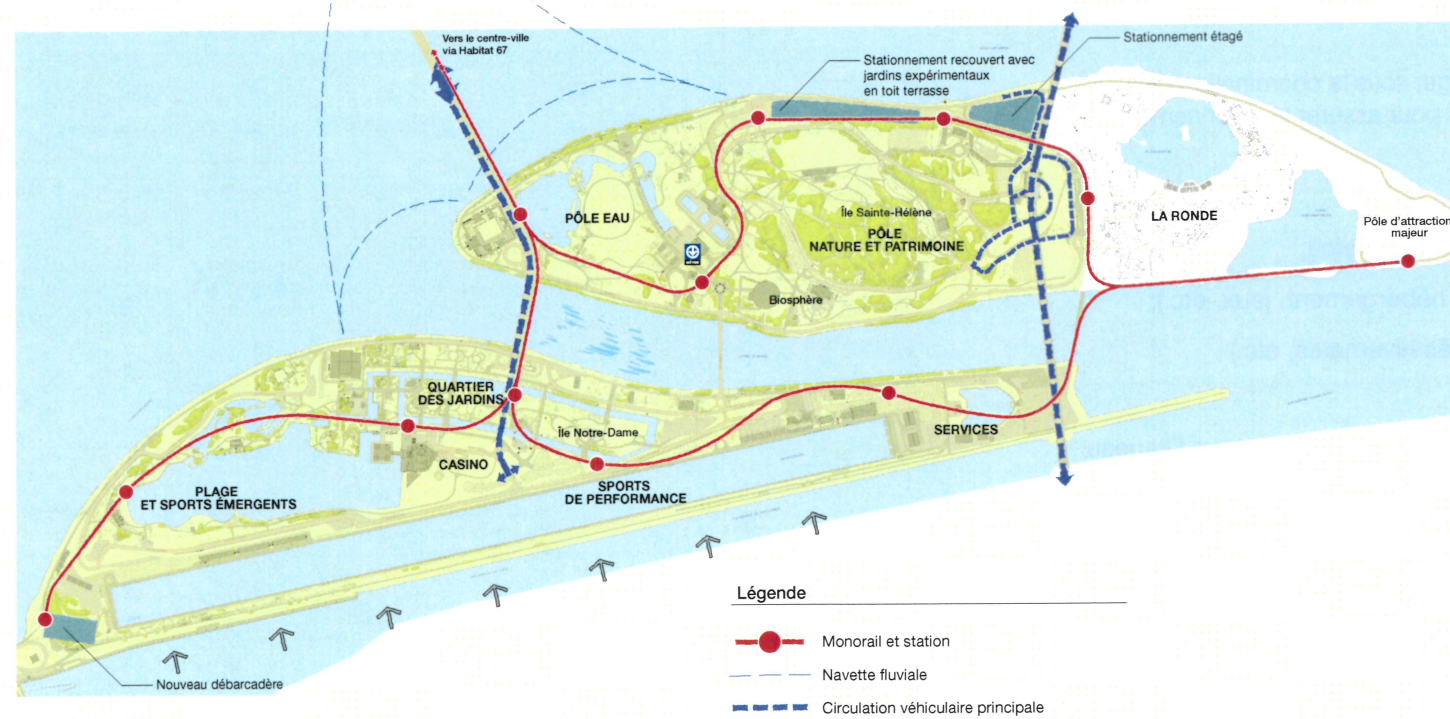 Vers le centre-ville
via Habitat 67
Stationnement recouvert avec
jardins expérimentaux
en toit terrasse
Stationnement étagé
PÔLE EAU
Île Sainte-Hélène
PÔLE
NATURE ET PATRIMOINE
LA RONDE
Pôle d'attraction
majeur
Biosphère
QUARTIER
DES JARDINS
Île Notre-Dame
CASINO
SERVICES
SPORTS
DE PERFORMANCE
PLAGE
ET SPORTS ÉMERGENTS
Nouveau débarcadère
Légende
Monorail et station
Navette fluviale
Circulation véhiculaire principale